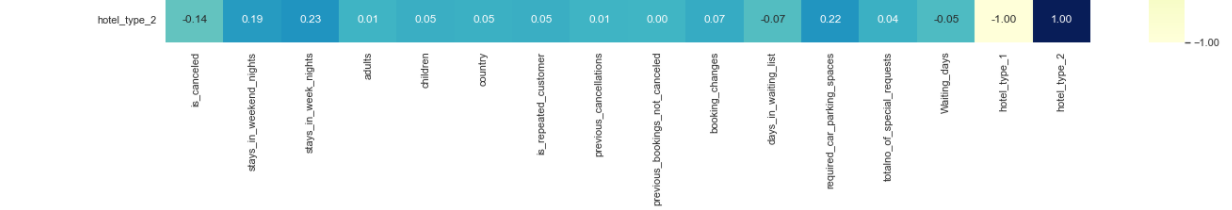 hotel_type_2 -0.14 0.19 0.23 0.01 0.05 0.05 0.05 0.01 0.00 0.07 -0.07 0.22 0.04 -0.05 -1.00 1.00
−1.00
is_canceled
stays_in_weekend_nights
stays_in_week_nights
adults
children
country
is_repeated_customer
previous_cancellations
previous_bookings_not_canceled
booking_changes
days_in_waiting_list
required_car_parking_spaces
totalno_of_special_requests
Waiting_days
hotel_type_1
hotel_type_2